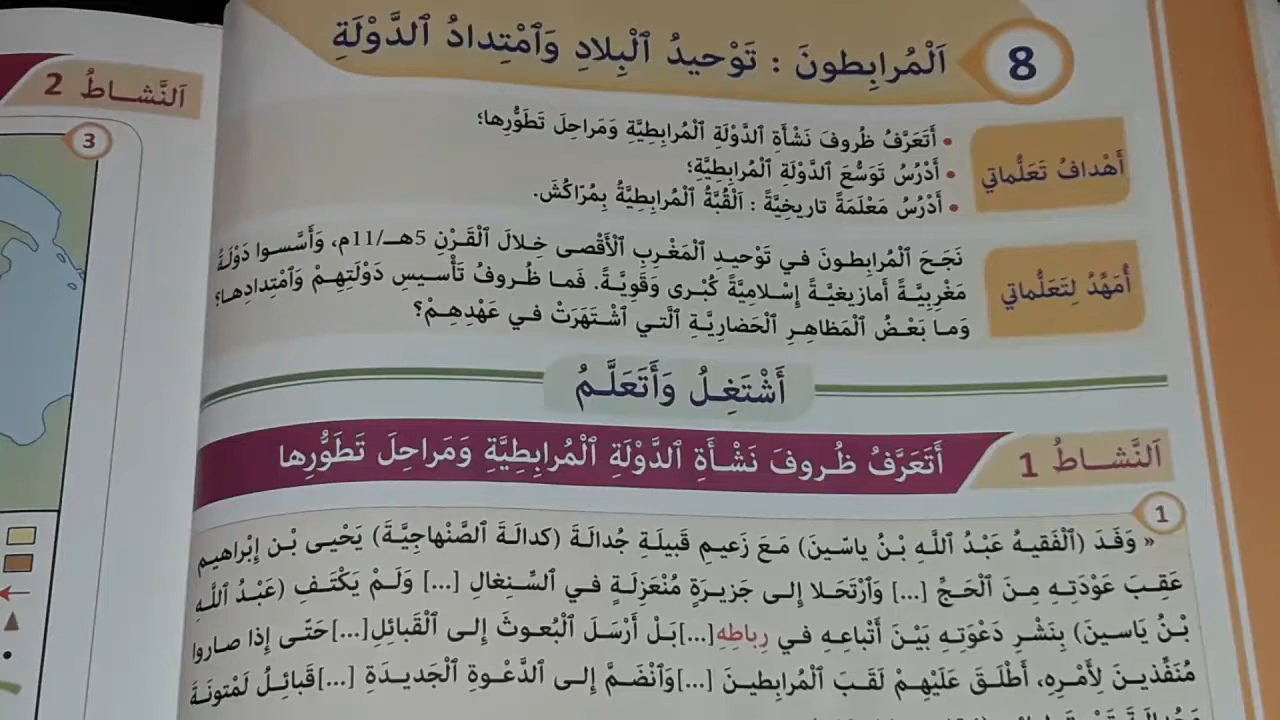 8
اَلْمُرابِطونَ : تَوْحيدُ ٱلْبِلادِ وَٱمْتِدادُ ٱلدَّوْلَةِ
أَهْدافُ تَعَلُّماتي
• أَتَعَرَّفُ ظُروفَ نَشْأَةِ ٱلدَّوْلَةِ ٱلْمُرابِطِيَّةِ وَمَراحِلَ تَطَوُّرِها؛
• أَدْرُسُ تَوَسُّعَ ٱلدَّوْلَةِ ٱلْمُرابِطِيَّةِ؛
• أَدْرُسُ مَعْلَمَةً تاريخِيَّةً : اَلْقُبَّةُ ٱلْمُرابِطِيَّةُ بِمُرّاكُشَ.
أُمَهِّدُ لِتَعَلُّماتي
نَجَحَ ٱلْمُرابِطونَ في تَوْحيدِ ٱلْمَغْرِبِ ٱلْأَقْصى خِلالَ ٱلْقَرْنِ 5هـ/11م، وَأَسَّسوا دَوْلَةً
مَغْرِبِيَّةً أَمازيغِيَّةً إِسْلامِيَّةً كُبْرى وَقَوِيَّةً. فَما ظُروفُ تَأْسيسِ دَوْلَتِهِمْ وَٱمْتِدادِها؟
وَما بَعْضُ ٱلْمَظاهِرِ ٱلْحَضارِيَّةِ ٱلَّتي ٱشْتَهَرَتْ في عَهْدِهِمْ؟
أَشْتَغِلُ وَأَتَعَلَّمُ
اَلنَّشاطُ 1
أَتَعَرَّفُ ظُروفَ نَشْأَةِ ٱلدَّوْلَةِ ٱلْمُرابِطِيَّةِ وَمَراحِلَ تَطَوُّرِها
1
« وَفَدَ (ٱلْفَقيهُ عَبْدُ ٱللَّهِ بْنُ ياسّينَ) مَعَ زَعيمِ قَبيلَةِ جُدالَةَ (كدالَةَ ٱلصَّنْهاجِيَّةَ) يَحْيى بْنِ إِبْراهيم
عَقِبَ عَوْدَتِهِ مِنَ ٱلْحَجِّ [...] وَٱرْتَحَلا إِلى جَزيرَةٍ مُنْعَزِلَةٍ في ٱلسِّنِغالِ [...] وَلَمْ يَكْتَفِ (عَبْدُ ٱللَّهِ
بْنُ يَاسينَ) بِنَشْرِ دَعْوَتِهِ بَيْنَ أَتْباعِهِ في رِباطِهِ[...]بَلْ أَرْسَلَ ٱلْبُعوثَ إِلى ٱلْقَبائِلِ[...]حَتّى إِذا صاروا
مُنَفِّذينَ لِأَمْرِهِ، أَطْلَقَ عَلَيْهِمْ لَقَبَ ٱلْمُرابِطينَ [...]وَٱنْضَمَّ إِلى ٱلدَّعْوَةِ ٱلْجَديدَةِ [...]قَبائِلُ لَمْتونَةَ
اَلنَّشاطُ 2
3